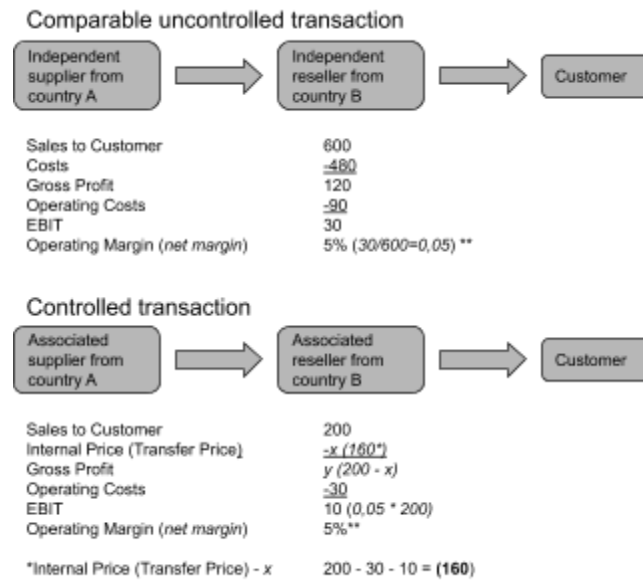 Comparable uncontrolled transaction
Independent supplier from country A
Independent reseller from country B
Customer
Sales to Customer 600
Costs -480
Gross Profit 120
Operating Costs -90
EBIT 30
Operating Margin (net margin) 5% (30/600=0,05) **
Controlled transaction
Associated supplier from country A
Associated reseller from country B
Customer
Sales to Customer 200
Internal Price (Transfer Price) -x (160*)
Gross Profit y (200 - x)
Operating Costs -30
EBIT 10 (0,05 * 200)
Operating Margin (net margin) 5%**
*Internal Price (Transfer Price) - x 200 - 30 - 10 = (160)